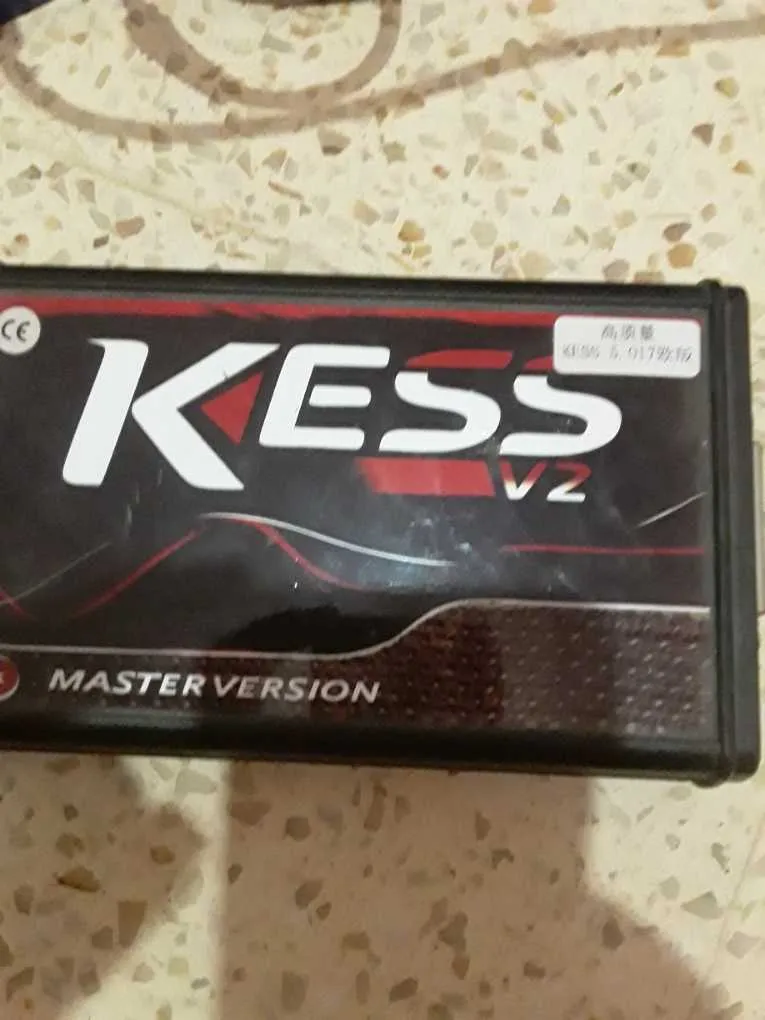 CE
高质量
KESS 5.017欧版
KESS
V2
MASTER VERSION